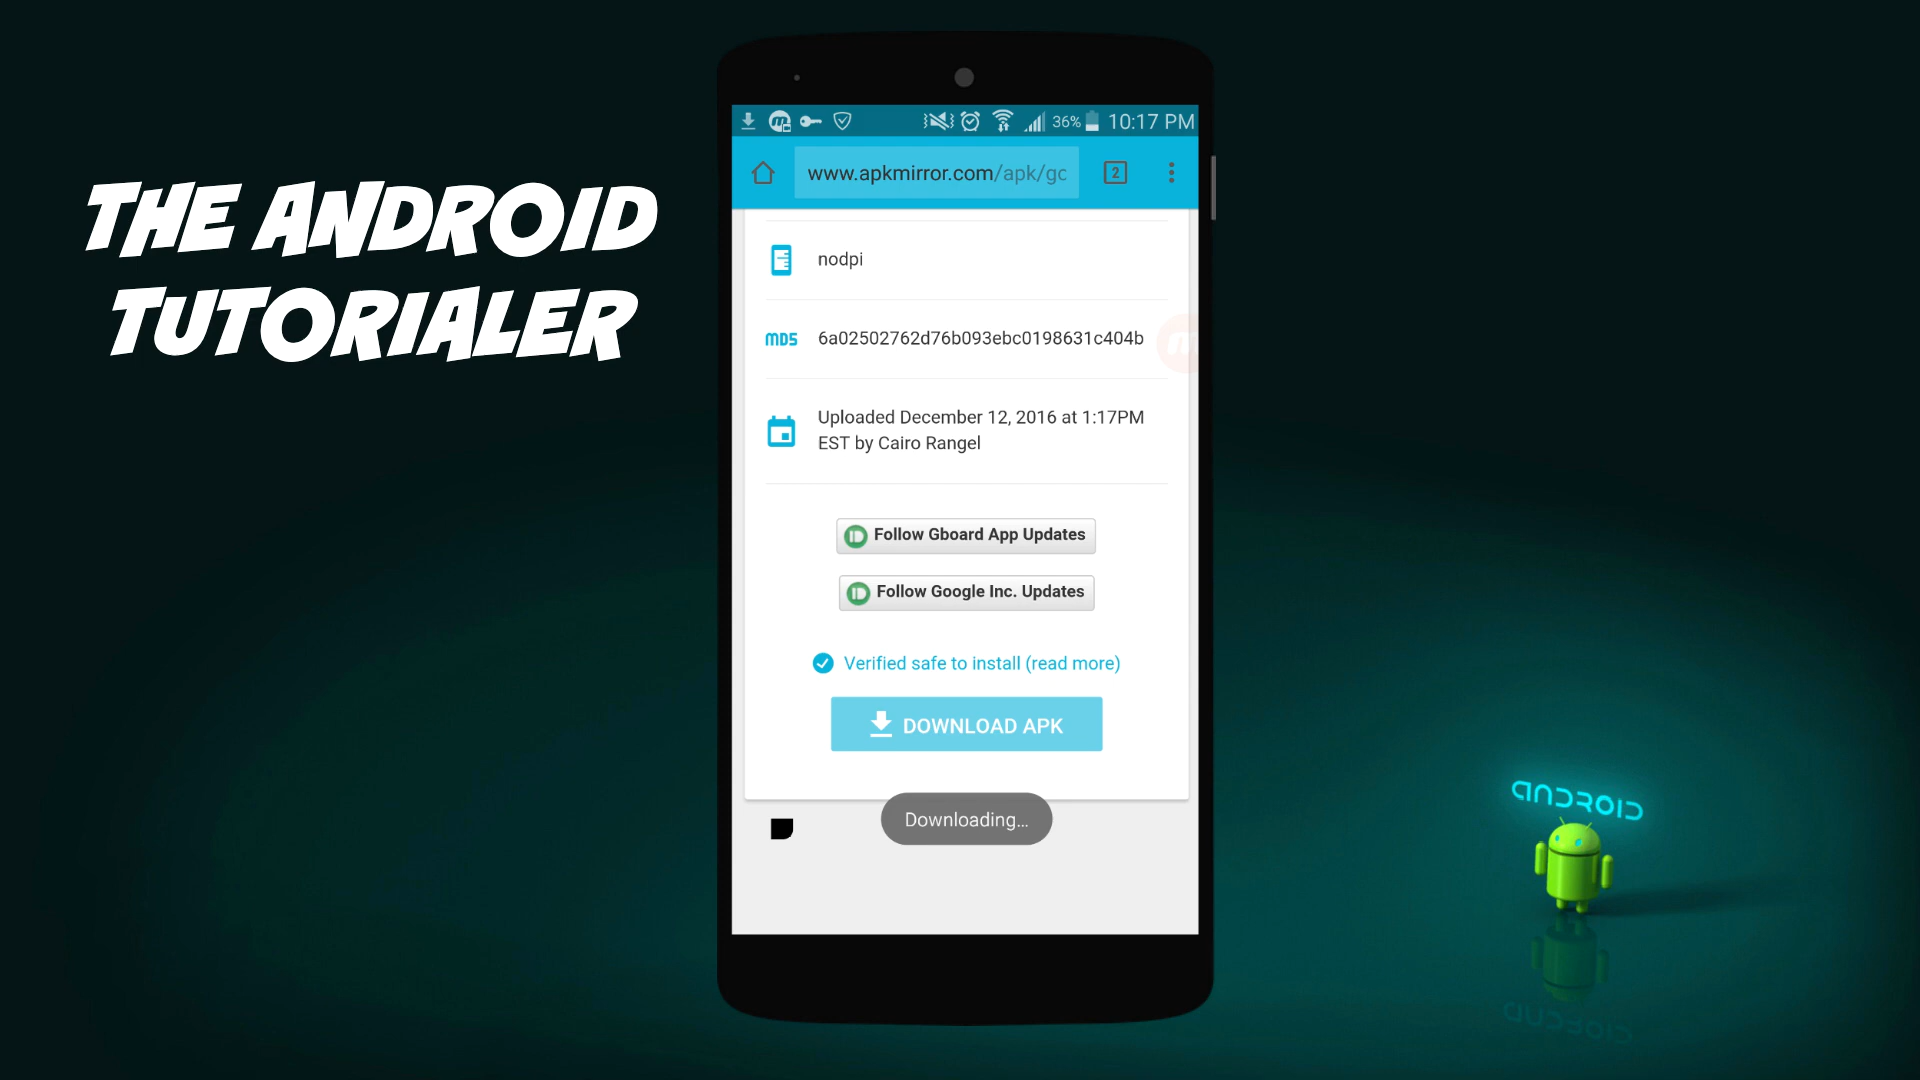 THE ANDROID
TUTORIALER
36% 10:17 PM
www.apkmirror.com/apk/gc
2
nodpi
MD5 6a02502762d76b093ebc0198631c404b
Uploaded December 12, 2016 at 1:17PM
EST by Cairo Rangel
Follow Gboard App Updates
Follow Google Inc. Updates
Verified safe to install (read more)
DOWNLOAD APK
Downloading...
ANDROID